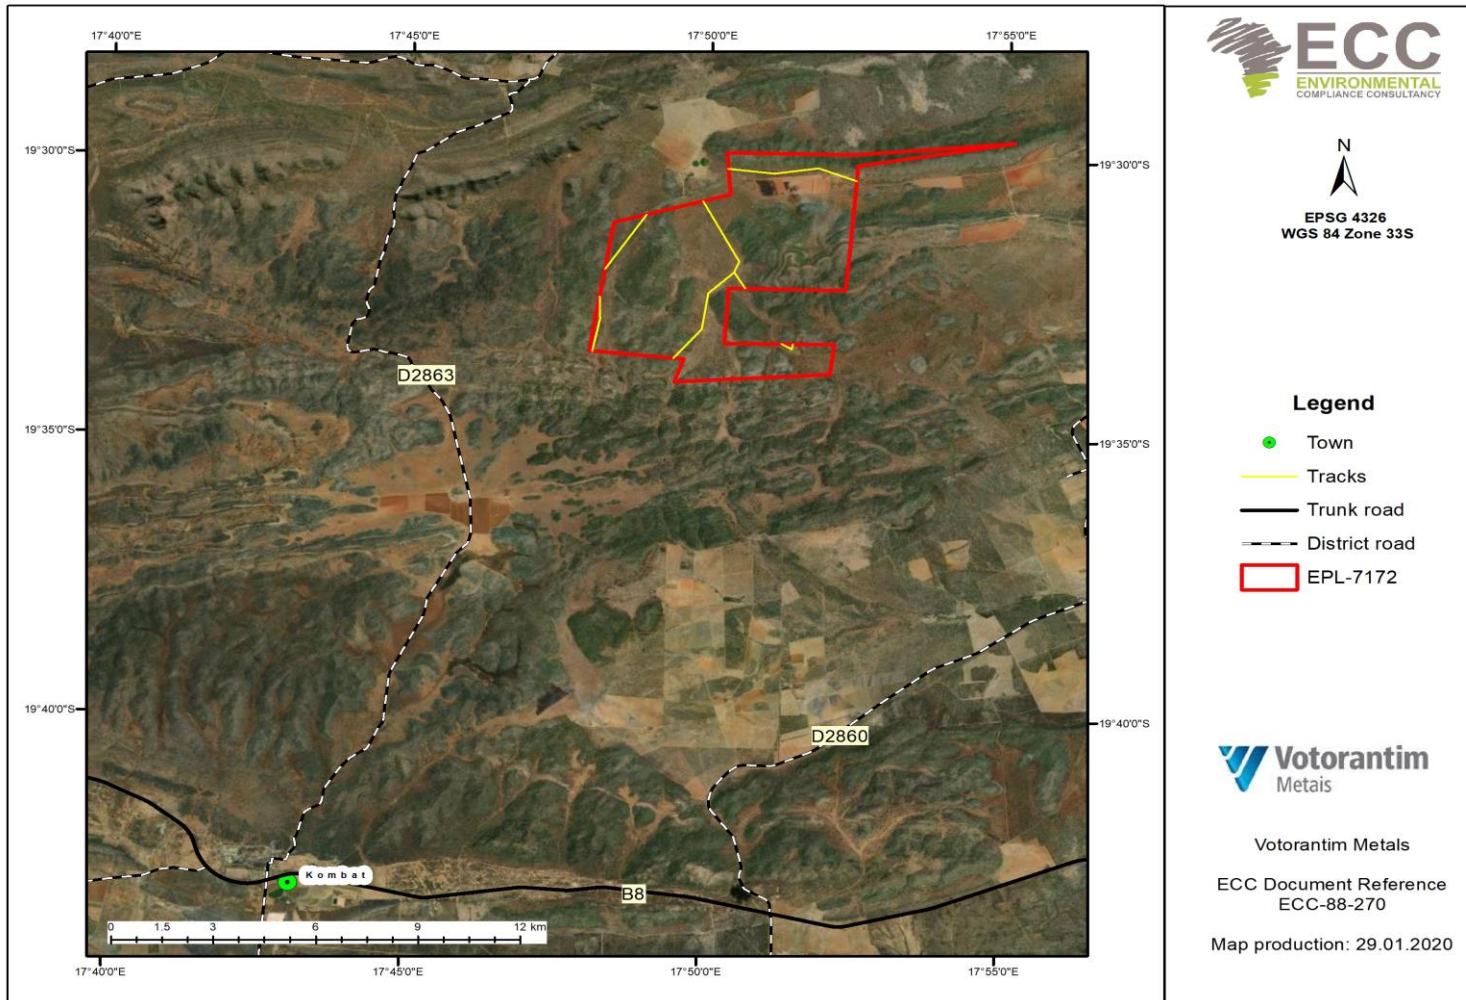 17°40'0"E
17°45'0"E
17°50'0"E
17°55'0"E
19°30'0"S
19°30'0"S
19°35'0"S
19°35'0"S
19°40'0"S
19°40'0"S
D2863
D2860
Kombat
B8
0 1.5 3 6 9 12 km
17°40'0"E
17°45'0"E
17°50'0"E
17°55'0"E
ECC
ENVIRONMENTAL
COMPLIANCE CONSULTANCY
N
EPSG 4326
WGS 84 Zone 33S
Legend
Town
Tracks
Trunk road
District road
EPL-7172
Votorantim
Metais
Votorantim Metals
ECC Document Reference
ECC-88-270
Map production: 29.01.2020